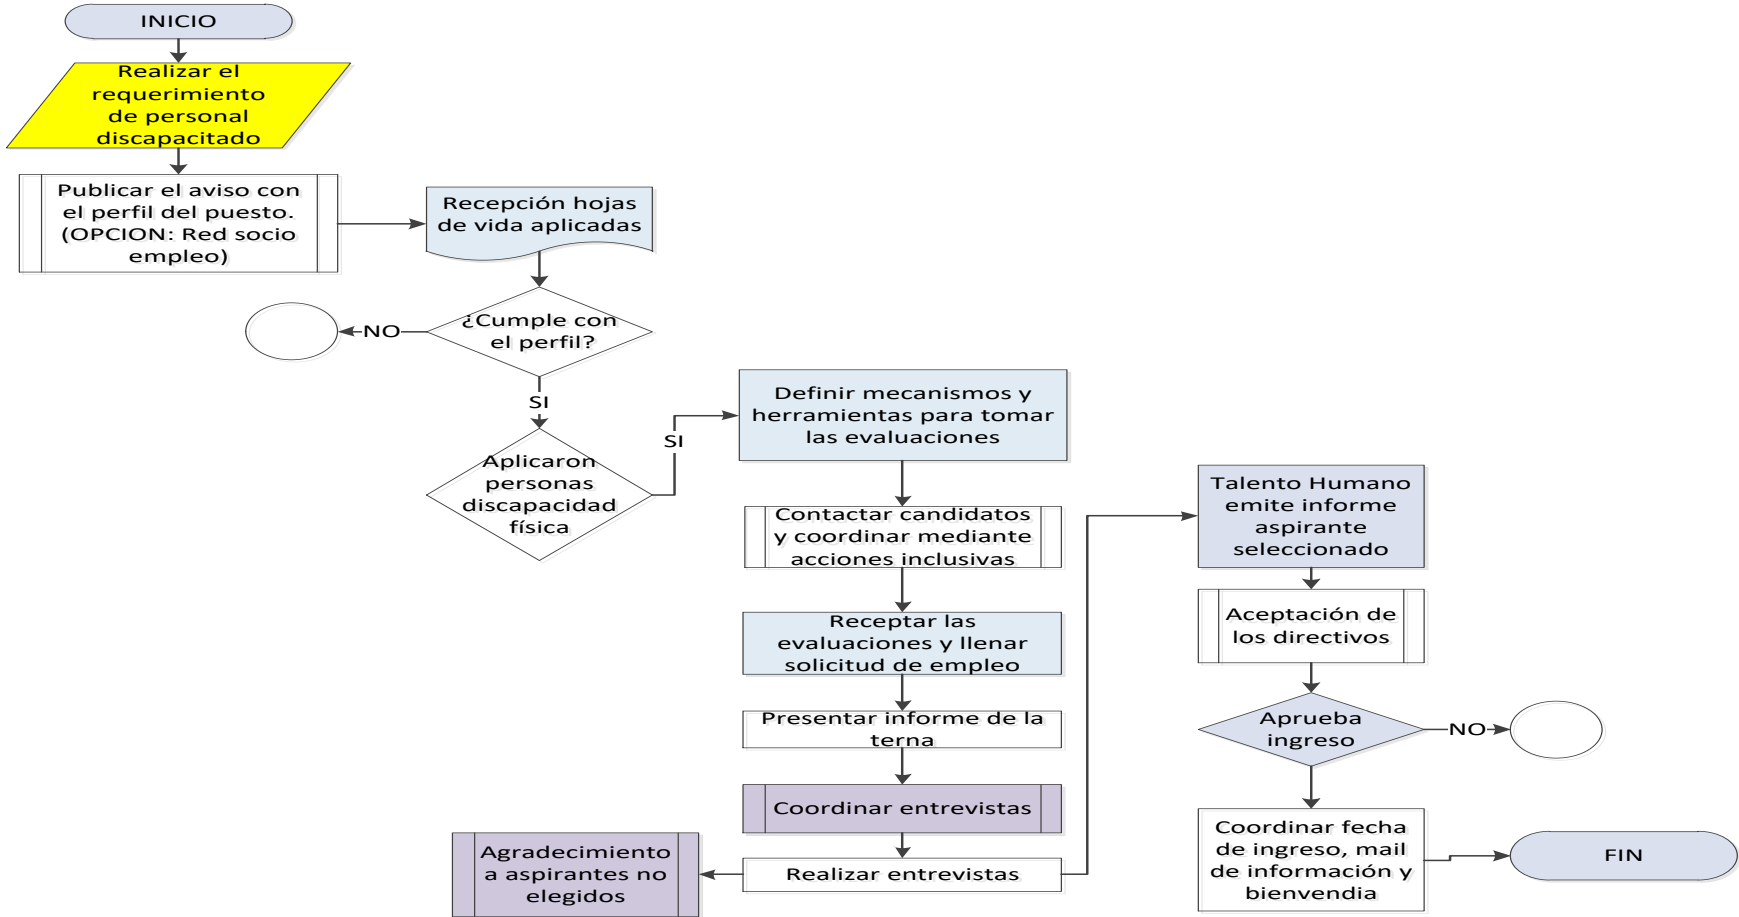 INICIO
Realizar el
requerimiento
de personal
discapacitado
Publicar el aviso con
el perfil del puesto.
(OPCION: Red socio
empleo)
Recepción hojas
de vida aplicadas
¿Cumple con
el perfil?
NO
SI
Aplicaron
personas
discapacidad
física
SI
Definir mecanismos y
herramientas para tomar
las evaluaciones
Contactar candidatos
y coordinar mediante
acciones inclusivas
Receptar las
evaluaciones y llenar
solicitud de empleo
Presentar informe de la
terna
Coordinar entrevistas
Realizar entrevistas
Agradecimiento
a aspirantes no
elegidos
Talento Humano
emite informe
aspirante
seleccionado
Aceptación de
los directivos
Aprueba
ingreso
NO
Coordinar fecha
de ingreso, mail
de información y
bienvendia
FIN